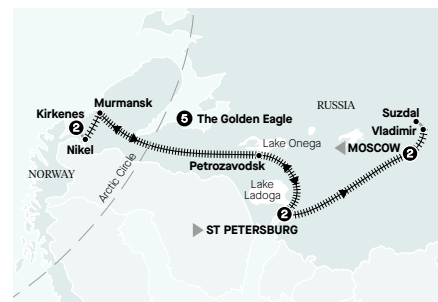 Murmansk
Kirkenes
2
Nikel
5 The Golden Eagle
RUSSIA
Suzdal
Vladimir
MOSCOW
2
Lake Onega
Petrozavodsk
NORWAY
Arctic Circle
Lake
Ladoga
2
ST PETERSBURG